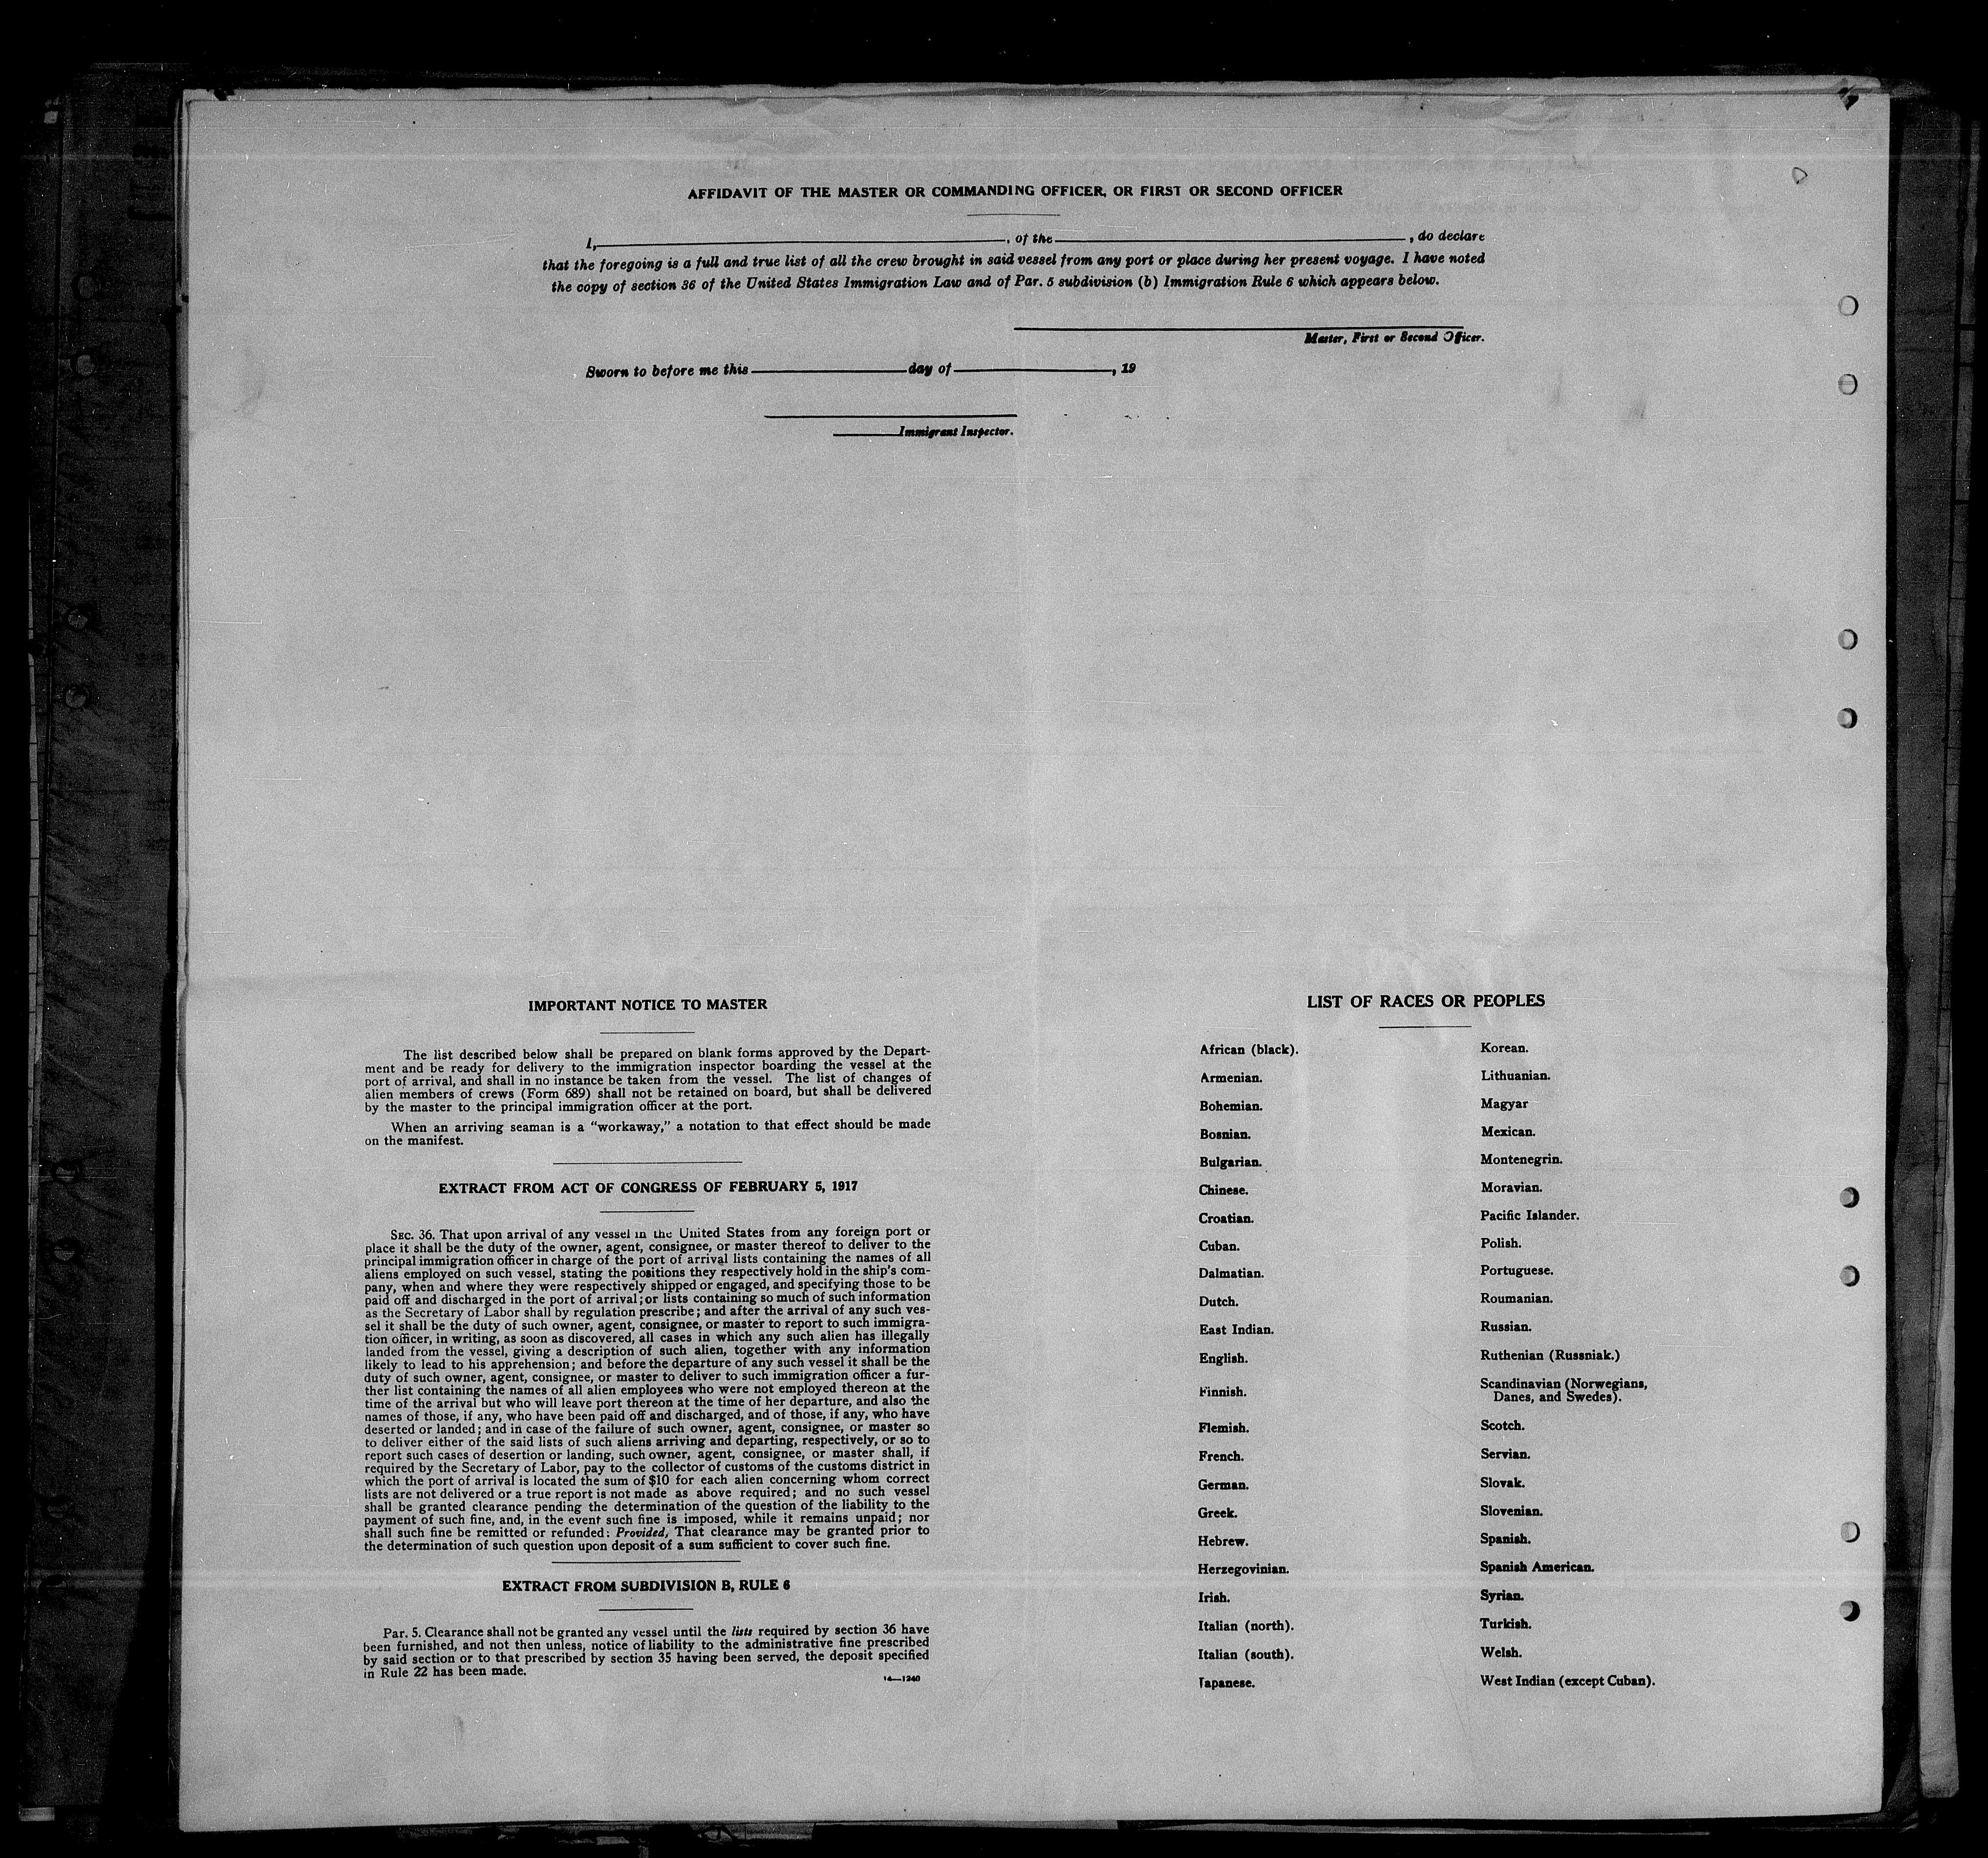 AFFIDAVIT OF THE MASTER OR COMMANDING OFFICER, OR FIRST OR SECOND OFFICER
I, , of the , do declare
that the foregoing is a full and true list of all the crew brought in said vessel from any port or place during her present voyage. I have noted
the copy of section 36 of the United States Immigration Law and of Par. 5 subdivision (b) Immigration Rule 6 which appears below.
Master, First or Second Officer.
Sworn to before me this day of , 19
Immigrant Inspector.
IMPORTANT NOTICE TO MASTER
The list described below shall be prepared on blank forms approved by the Depart-
ment and be ready for delivery to the immigration inspector boarding the vessel at the
port of arrival, and shall in no instance be taken from the vessel. The list of changes of
alien members of crews (Form 689) shall not be retained on board, but shall be delivered
by the master to the principal immigration officer at the port.
When an arriving seaman is a “workaway,” a notation to that effect should be made
on the manifest.
EXTRACT FROM ACT OF CONGRESS OF FEBRUARY 5, 1917
SEC. 36. That upon arrival of any vessel in the United States from any foreign port or
place it shall be the duty of the owner, agent, consignee, or master thereof to deliver to the
principal immigration officer in charge of the port of arrival lists containing the names of all
aliens employed on such vessel, stating the positions they respectively hold in the ship's com-
pany, when and where they were respectively shipped or engaged, and specifying those to be
paid off and discharged in the port of arrival; or lists containing so much of such information
as the Secretary of Labor shall by regulation prescribe; and after the arrival of any such ves-
sel it shall be the duty of such owner, agent, consignee, or master to report to such immigra-
tion officer, in writing, as soon as discovered, all cases in which any such alien has illegally
landed from the vessel, giving a description of such alien, together with any information
likely to lead to his apprehension; and before the departure of any such vessel it shall be the
duty of such owner, agent, consignee, or master to deliver to such immigration officer a fur-
ther list containing the names of all alien employees who were not employed thereon at the
time of the arrival but who will leave port thereon at the time of her departure, and also the
names of those, if any, who have been paid off and discharged, and of those, if any, who have
deserted or landed; and in case of the failure of such owner, agent, consignee, or master so
to deliver either of the said lists of such aliens arriving and departing, respectively, or so to
report such cases of desertion or landing, such owner, agent, consignee, or master shall, if
required by the Secretary of Labor, pay to the collector of customs of the customs district in
which the port of arrival is located the sum of $10 for each alien concerning whom correct
lists are not delivered or a true report is not made as above required; and no such vessel
shall be granted clearance pending the determination of the question of the liability to the
payment of such fine, and, in the event such fine is imposed, while it remains unpaid; nor
shall such fine be remitted or refunded: Provided, That clearance may be granted prior to
the determination of such question upon deposit of a sum sufficient to cover such fine.
EXTRACT FROM SUBDIVISION B, RULE 6
Par. 5. Clearance shall not be granted any vessel until the lists required by section 36 have
been furnished, and not then unless, notice of liability to the administrative fine prescribed
by said section or to that prescribed by section 35 having been served, the deposit specified
in Rule 22 has been made.
14—1240
LIST OF RACES OR PEOPLES
African (black).
Armenian.
Bohemian.
Bosnian.
Bulgarian.
Chinese.
Croatian.
Cuban.
Dalmatian.
Dutch.
East Indian.
English.
Finnish.
Flemish.
French.
German.
Greek.
Hebrew.
Herzegovinian.
Irish.
Italian (north).
Italian (south).
Japanese.
Korean.
Lithuanian.
Magyar
Mexican.
Montenegrin.
Moravian.
Pacific Islander.
Polish.
Portuguese.
Roumanian.
Russian.
Ruthenian (Russniak.)
Scandinavian (Norwegians,
Danes, and Swedes).
Scotch.
Servian.
Slovak.
Slovenian.
Spanish.
Spanish American.
Syrian.
Turkish.
Welsh.
West Indian (except Cuban).